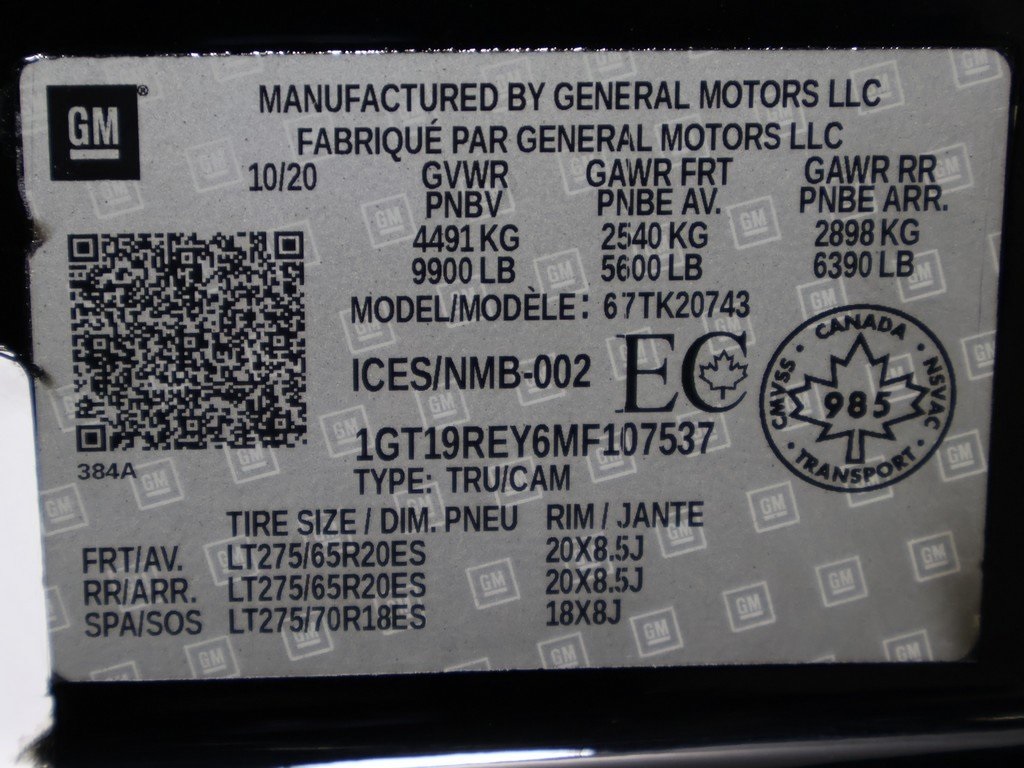 GM®
MANUFACTURED BY GENERAL MOTORS LLC
FABRIQUÉ PAR GENERAL MOTORS LLC
10/20
GVWR GAWR FRT GAWR RR
PNBV PNBE AV. PNBE ARR.
4491 KG 2540 KG 2898 KG
9900 LB 5600 LB 6390 LB
MODEL/MODÈLE: 67TK20743
ICES/NMB-002 EC
CANADA
CMVSS · NSVAC
985
TRANSPORT
1GT19REY6MF107537
384A
TYPE: TRU/CAM
TIRE SIZE / DIM. PNEU RIM / JANTE
FRT/AV. LT275/65R20ES 20X8.5J
RR/ARR. LT275/65R20ES 20X8.5J
SPA/SOS LT275/70R18ES 18X8J